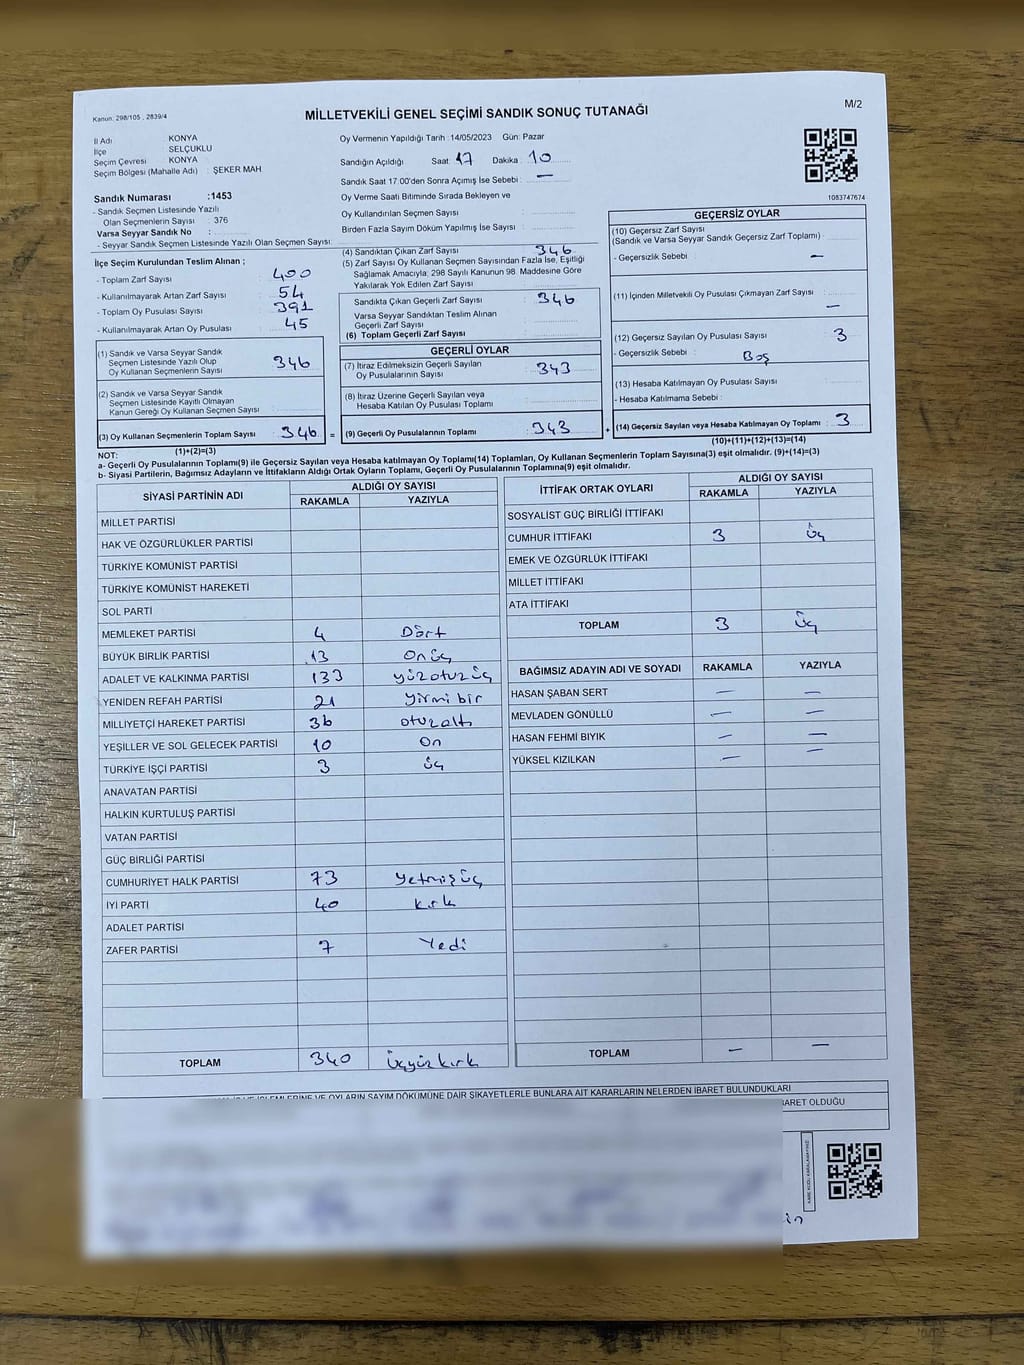 Kanun: 298/105 , 2839/4
MİLLETVEKİLİ GENEL SEÇİMİ SANDIK SONUÇ TUTANAĞI
M/2
İl Adı KONYA
İlçe SELÇUKLU
Seçim Çevresi KONYA
Seçim Bölgesi (Mahalle Adı) : ŞEKER MAH
Sandık Numarası :1453
- Sandık Seçmen Listesinde Yazılı
Olan Seçmenlerin Sayısı : 376
Varsa Seyyar Sandık No :
- Seyyar Sandık Seçmen Listesinde Yazılı Olan Seçmen Sayısı:
Oy Vermenin Yapıldığı Tarih :14/05/2023 Gün: Pazar
Sandığın Açıldığı Saat 17 Dakika : 10
Sandık Saat 17.00'den Sonra Açımış İse Sebebi : —
Oy Verme Saati Bitiminde Sırada Bekleyen ve
Oy Kullandırılan Seçmen Sayısı :
Birden Fazla Sayım Döküm Yapılmış İse Sayısı :
1083747674
İlçe Seçim Kurulundan Teslim Alınan ;
- Toplam Zarf Sayısı : 400
- Kullanılmayarak Artan Zarf Sayısı : 54
- Toplam Oy Pusulası Sayısı : 391
- Kullanılmayarak Artan Oy Pusulası : 45
(1) Sandık ve Varsa Seyyar Sandık
Seçmen Listesinde Yazılı Olup
Oy Kullanan Seçmenlerin Sayısı : 346
(2) Sandık ve Varsa Seyyar Sandık
Seçmen Listesinde Kayıtlı Olmayan
Kanun Gereği Oy Kullanan Seçmen Sayısı :
(3) Oy Kullanan Seçmenlerin Toplam Sayısı : 346
(1)+(2)=(3)
(4) Sandıktan Çıkan Zarf Sayısı : 346
(5) Zarf Sayısı Oy Kullanan Seçmen Sayısından Fazla İse, Eşitliği
Sağlamak Amacıyla; 298 Sayılı Kanunun 98. Maddesine Göre
Yakılarak Yok Edilen Zarf Sayısı :
Sandıkta Çıkan Geçerli Zarf Sayısı : 346
Varsa Seyyar Sandıktan Teslim Alınan
Geçerli Zarf Sayısı :
(6) Toplam Geçerli Zarf Sayısı :
GEÇERLİ OYLAR
(7) İtiraz Edilmeksizin Geçerli Sayılan
Oy Pusulalarının Sayısı : 343
(8) İtiraz Üzerine Geçerli Sayılan veya
Hesaba Katılan Oy Pusulası Toplamı :
= (9) Geçerli Oy Pusulalarının Toplamı : 343 +
GEÇERSİZ OYLAR
(10) Geçersiz Zarf Sayısı
(Sandık ve Varsa Seyyar Sandık Geçersiz Zarf Toplamı) :
- Geçersizlik Sebebi : —
(11) İçinden Milletvekili Oy Pusulası Çıkmayan Zarf Sayısı : —
(12) Geçersiz Sayılan Oy Pusulası Sayısı : 3
- Geçersizlik Sebebi : Boş
(13) Hesaba Katılmayan Oy Pusulası Sayısı :
- Hesaba Katılmama Sebebi :
(14) Geçersiz Sayılan veya Hesaba Katılmayan Oy Toplamı : 3
(10)+(11)+(12)+(13)=(14)
NOT:
a- Geçerli Oy Pusulalarının Toplamı(9) ile Geçersiz Sayılan veya Hesaba Katılmayan Oy Toplamı(14) Toplamları, Oy Kullanan Seçmenlerin Toplam Sayısına(3) eşit olmalıdır. (9)+(14)=(3)
b- Siyasi Partilerin, Bağımsız Adayların ve İttifakların Aldığı Ortak Oyların Toplamı, Geçerli Oy Pusulalarının Toplamına(9) eşit olmalıdır.
SİYASİ PARTİNİN ADI ALDIĞI OY SAYISI
RAKAMLA YAZIYLA
MİLLET PARTİSİ
HAK VE ÖZGÜRLÜKLER PARTİSİ
TÜRKİYE KOMÜNİST PARTİSİ
TÜRKİYE KOMÜNİST HAREKETİ
SOL PARTİ
MEMLEKET PARTİSİ 4 Dört
BÜYÜK BİRLİK PARTİSİ 13 Onüç
ADALET VE KALKINMA PARTİSİ 133 yüzotuzüç
YENİDEN REFAH PARTİSİ 21 Yirmi bir
MİLLİYETÇİ HAREKET PARTİSİ 36 otuzaltı
YEŞİLLER VE SOL GELECEK PARTİSİ 10 On
TÜRKİYE İŞÇİ PARTİSİ 3 üç
ANAVATAN PARTİSİ
HALKIN KURTULUŞ PARTİSİ
VATAN PARTİSİ
GÜÇ BİRLİĞİ PARTİSİ
CUMHURİYET HALK PARTİSİ 73 Yetmişüç
İYİ PARTİ 40 kırk
ADALET PARTİSİ
ZAFER PARTİSİ 7 Yedi
TOPLAM 340 Üçyüzkırk
İTTİFAK ORTAK OYLARI ALDIĞI OY SAYISI
RAKAMLA YAZIYLA
SOSYALİST GÜÇ BİRLİĞİ İTTİFAKI
CUMHUR İTTİFAKI 3 üç
EMEK VE ÖZGÜRLÜK İTTİFAKI
MİLLET İTTİFAKI
ATA İTTİFAKI
TOPLAM 3 üç
BAĞIMSIZ ADAYIN ADI VE SOYADI RAKAMLA YAZIYLA
HASAN ŞABAN SERT — —
MEVLADEN GÖNÜLLÜ — —
HASAN FEHMİ BIYIK — —
YÜKSEL KIZILKAN — —
TOPLAM — —
İŞLEMLERİNE VE OYLARIN SAYIM DÖKÜMÜNE DAİR ŞİKAYETLERLE BUNLARA AİT KARARLARIN NELERDEN İBARET BULUNDUKLARI
BARET OLDUĞU